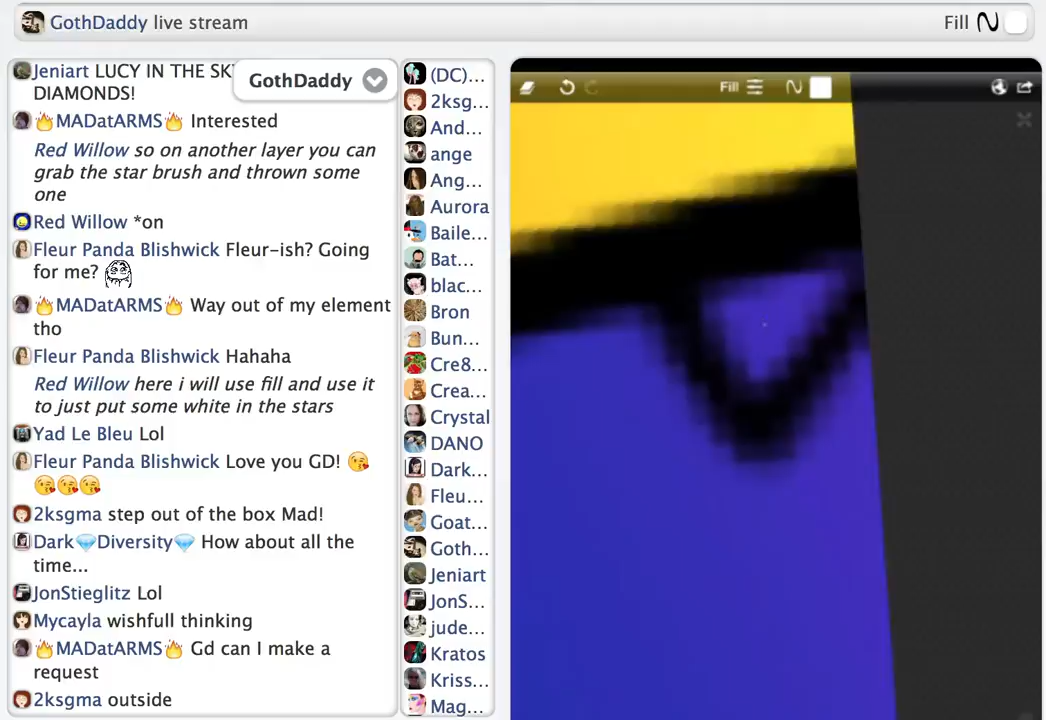 GothDaddy live stream
Fill
Jeniart LUCY IN THE SK
DIAMONDS!
GothDaddy
🔥MADatARMS🔥 Interested
Red Willow so on another layer you can
grab the star brush and thrown some
one
Red Willow *on
Fleur Panda Blishwick Fleur-ish? Going
for me?
🔥MADatARMS🔥 Way out of my element
tho
Fleur Panda Blishwick Hahaha
Red Willow here i will use fill and use it
to just put some white in the stars
Yad Le Bleu Lol
Fleur Panda Blishwick Love you GD! 😘
😘😘😘
2ksgma step out of the box Mad!
Dark💎Diversity💎 How about all the
time...
JonStieglitz Lol
Mycayla wishfull thinking
🔥MADatARMS🔥 Gd can I make a
request
2ksgma outside
(DC)...
2ksg...
And...
ange
Ang...
Aurora
Baile...
Bat...
blac...
Bron
Bun...
Cre8...
Crea...
Crystal
DANO
Dark...
Fleu...
Goat...
Goth...
Jeniart
JonS...
jude...
Kratos
Kriss...
Mag...
Fill